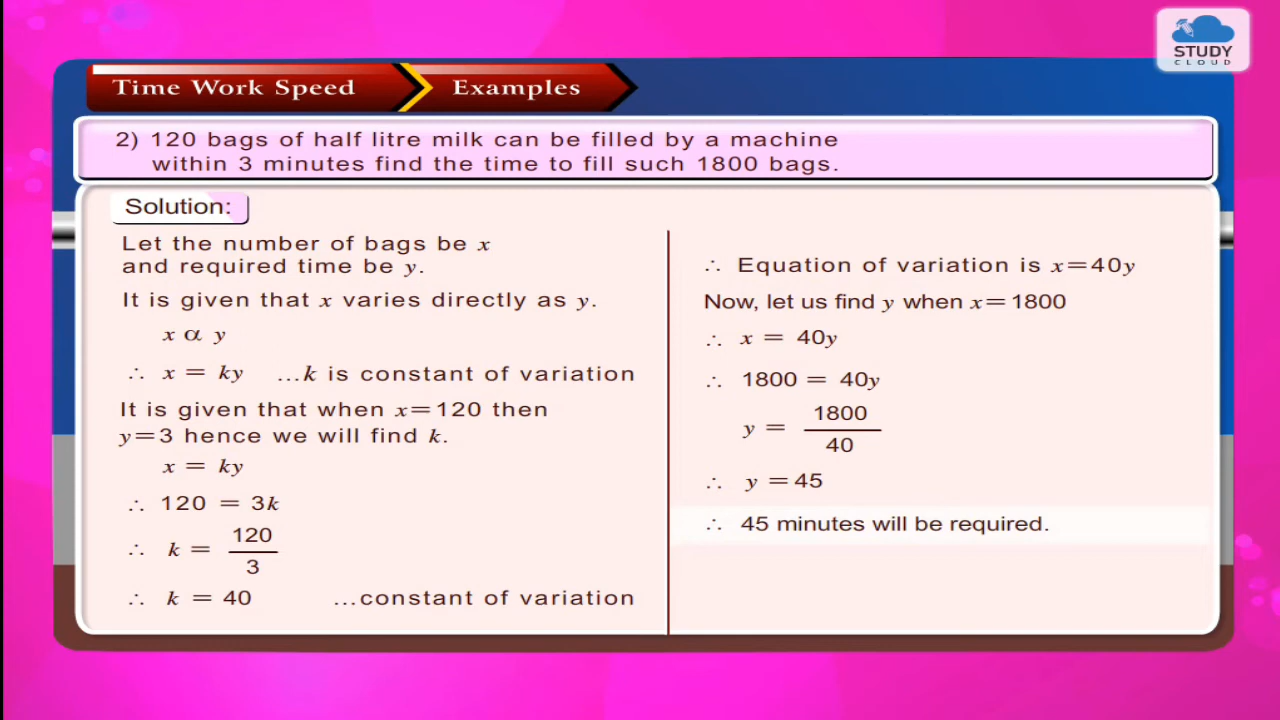 STUDY
CLOUD
Time Work Speed
Examples
2) 120 bags of half litre milk can be filled by a machine
within 3 minutes find the time to fill such 1800 bags.
Solution:
Let the number of bags be x
and required time be y.
It is given that x varies directly as y.
x α y
∴ x = ky ...k is constant of variation
It is given that when x=120 then
y=3 hence we will find k.
x = ky
∴ 120 = 3k
∴ k = 120/3
∴ k = 40 ...constant of variation
∴ Equation of variation is x=40y
Now, let us find y when x=1800
∴ x = 40y
∴ 1800 = 40y
y = 1800/40
∴ y =45
∴ 45 minutes will be required.